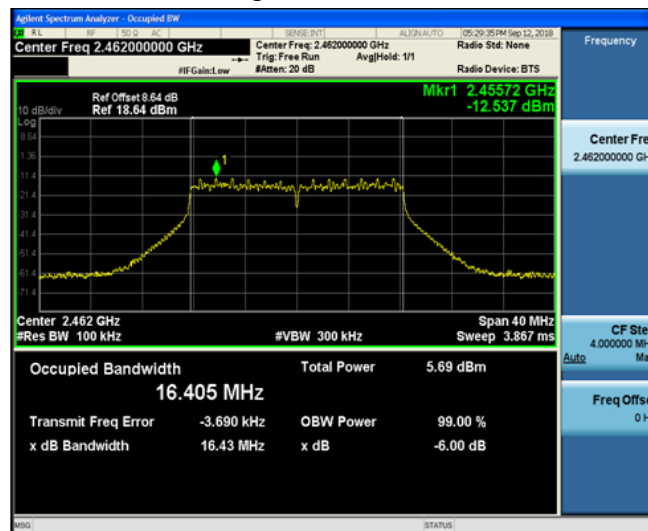 Agilent Spectrum Analyzer - Occupied BW
RL RF 50 Ω AC SENSE:INT ALIGN AUTO 05:29:35 PM Sep 12, 2018
Center Freq 2.462000000 GHz
Center Freq: 2.462000000 GHz
Radio Std: None
Trig: Free Run Avg|Hold: 1/1
#IFGain:Low
#Atten: 20 dB
Radio Device: BTS
Frequency
Ref Offset 8.64 dB
Mkr1 2.45572 GHz
10 dB/div Ref 18.64 dBm
-12.537 dBm
Log
8.64
-1.36
-11.4
-21.4
-31.4
-41.4
-51.4
-61.4
-71.4
1
Center Fre
2.462000000 GH
Center 2.462 GHz
Span 40 MHz
#Res BW 100 kHz
#VBW 300 kHz
Sweep 3.867 ms
CF Ste
4.000000 MH
Auto Ma
Occupied Bandwidth
Total Power 5.69 dBm
16.405 MHz
Transmit Freq Error -3.690 kHz OBW Power 99.00 %
x dB Bandwidth 16.43 MHz x dB -6.00 dB
Freq Offs
0 H
MSG
STATUS